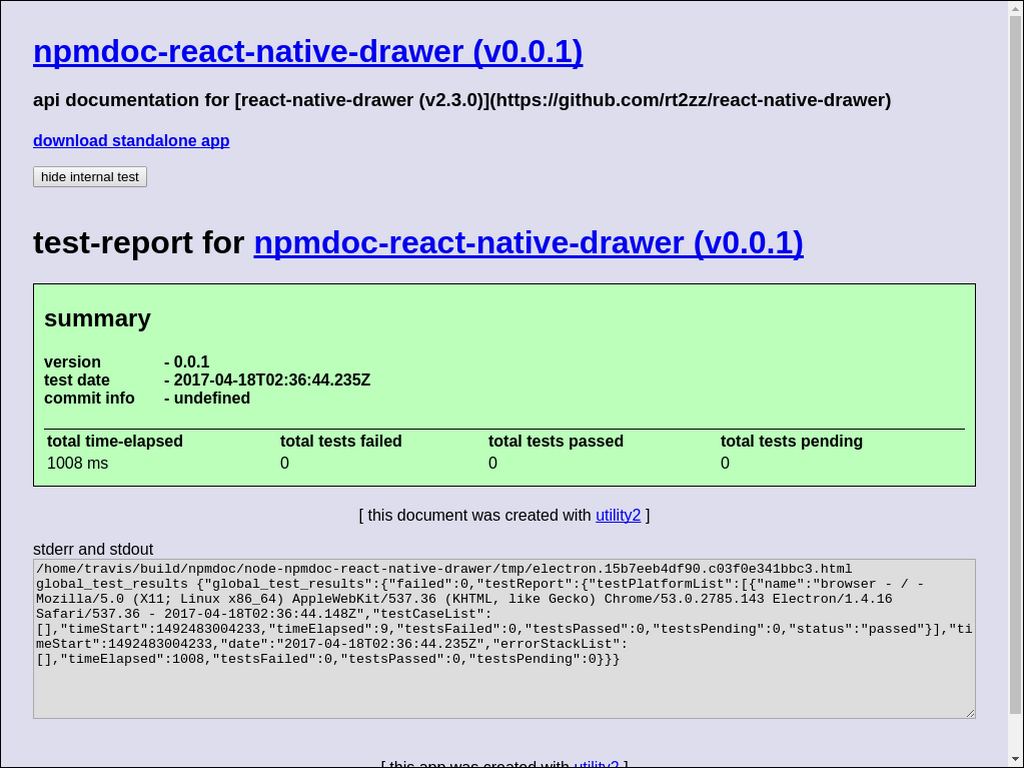 npmdoc-react-native-drawer (v0.0.1)
api documentation for [react-native-drawer (v2.3.0)](https://github.com/rt2zz/react-native-drawer)
download standalone app
hide internal test
test-report for npmdoc-react-native-drawer (v0.0.1)
summary
version - 0.0.1
test date - 2017-04-18T02:36:44.235Z
commit info - undefined
total time-elapsed total tests failed total tests passed total tests pending
1008 ms 0 0 0
[ this document was created with utility2 ]
stderr and stdout
/home/travis/build/npmdoc/node-npmdoc-react-native-drawer/tmp/electron.15b7eeb4df90.c03f0e341bbc3.html
global_test_results {"global_test_results":{"failed":0,"testReport":{"testPlatformList":[{"name":"browser - / -
Mozilla/5.0 (X11; Linux x86_64) AppleWebKit/537.36 (KHTML, like Gecko) Chrome/53.0.2785.143 Electron/1.4.16
Safari/537.36 - 2017-04-18T02:36:44.148Z","testCaseList":
[],"timeStart":1492483004233,"timeElapsed":9,"testsFailed":0,"testsPassed":0,"testsPending":0,"status":"passed"}],"ti
meStart":1492483004233,"date":"2017-04-18T02:36:44.235Z","errorStackList":
[],"timeElapsed":1008,"testsFailed":0,"testsPassed":0,"testsPending":0}}}
[ this app was created with utility2 ]